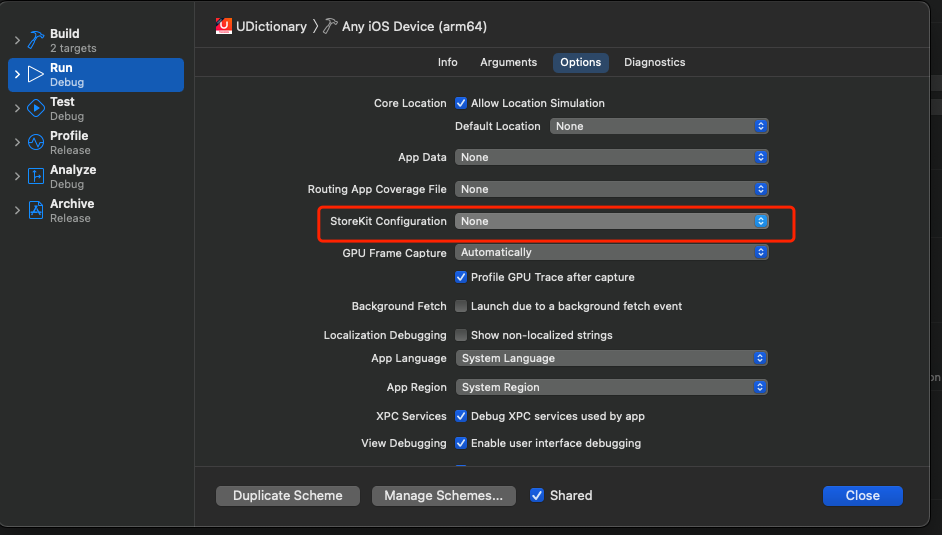 UDictionary 〉 Any iOS Device (arm64)
Build
2 targets
Run
Debug
Test
Debug
Profile
Release
Analyze
Debug
Archive
Release
Info Arguments Options Diagnostics
Core Location Allow Location Simulation
Default Location None
App Data None
Routing App Coverage File None
StoreKit Configuration None
GPU Frame Capture Automatically
Profile GPU Trace after capture
Background Fetch Launch due to a background fetch event
Localization Debugging Show non-localized strings
App Language System Language
App Region System Region
XPC Services Debug XPC services used by app
View Debugging Enable user interface debugging
Duplicate Scheme Manage Schemes... Shared Close